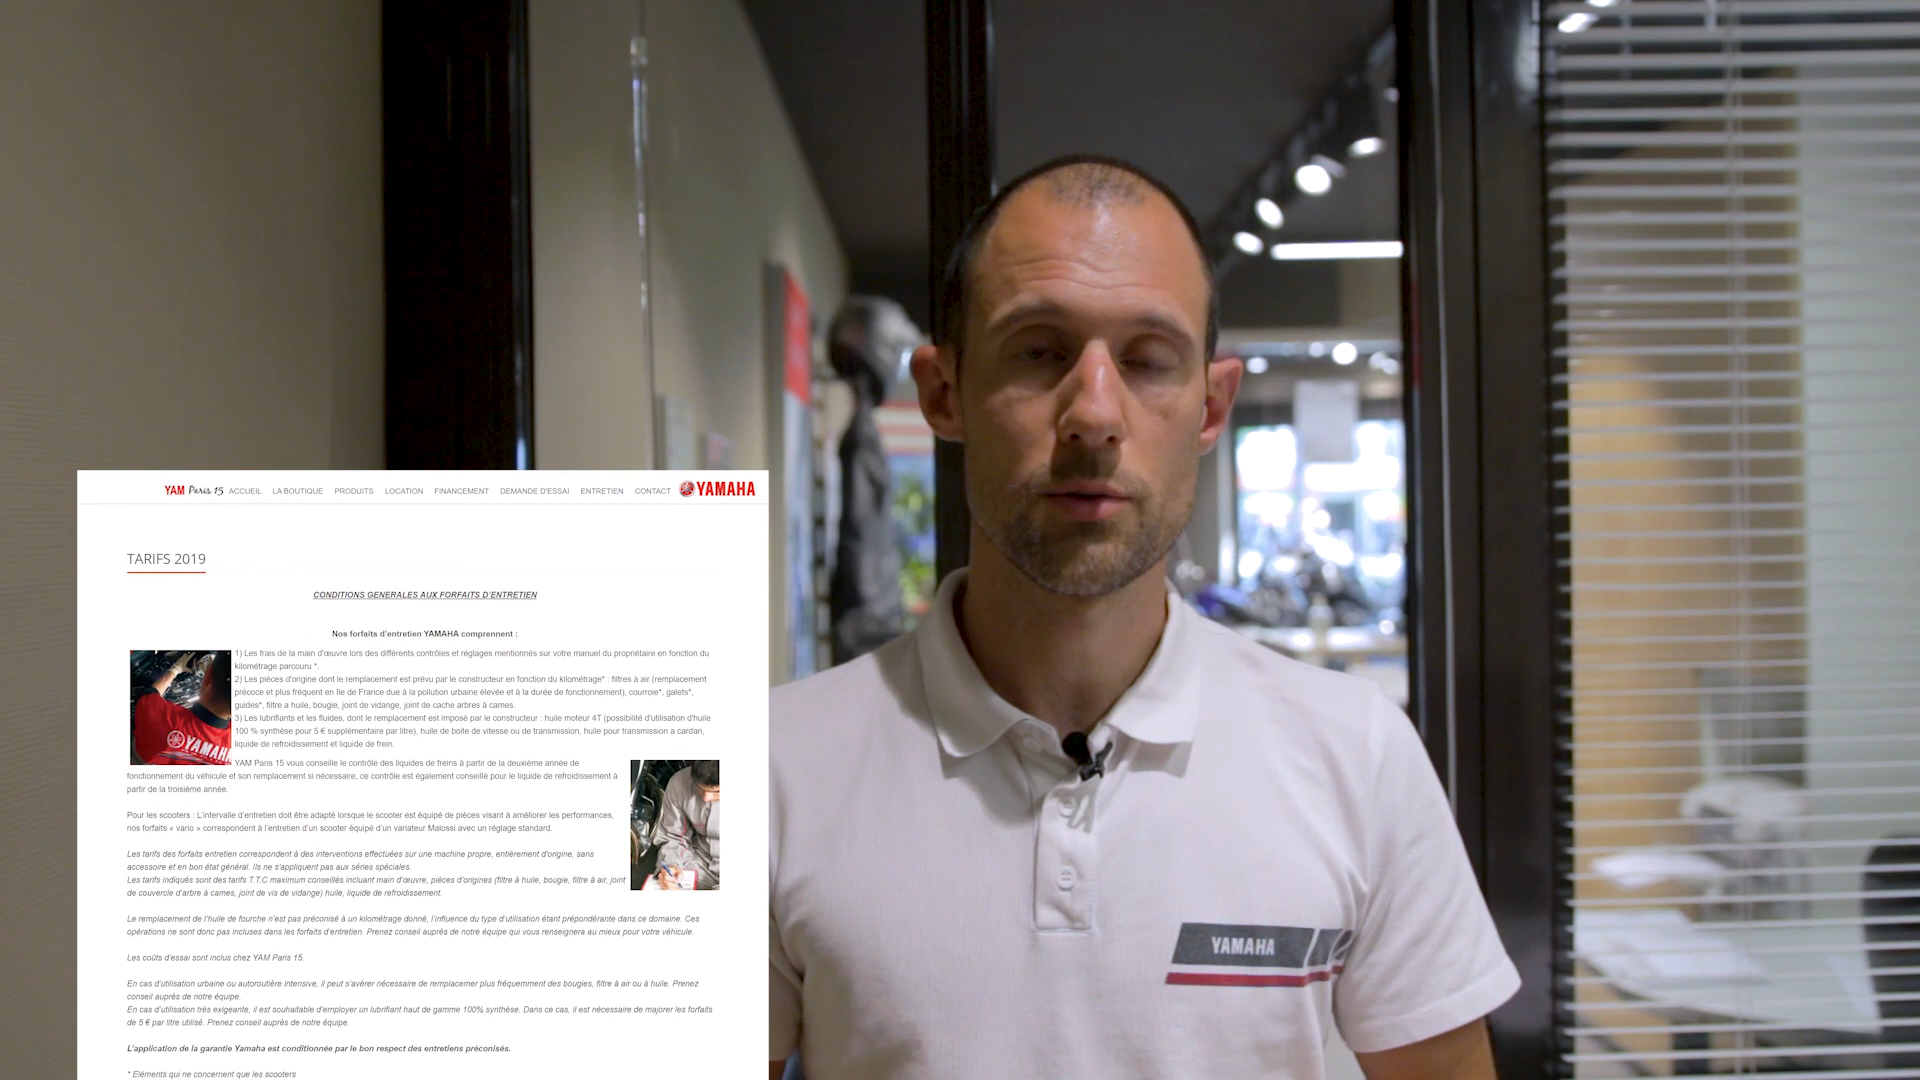 YAM Paris 15 ACCUEIL LA BOUTIQUE PRODUITS LOCATION FINANCEMENT DEMANDE D'ESSAI ENTRETIEN CONTACT YAMAHA
TARIFS 2019
CONDITIONS GENERALES AUX FORFAITS D'ENTRETIEN
Nos forfaits d'entretien YAMAHA comprennent :
1) Les frais de la main d'œuvre lors des différents contrôles et réglages mentionnés sur votre manuel du propriétaire en fonction du
kilométrage parcouru *.
2) Les pièces d'origine dont le remplacement est prévu par le constructeur en fonction du kilométrage* : filtres à air (remplacement
précoce et plus fréquent en Ile de France due à la pollution urbaine élevée et à la durée de fonctionnement), courroie*, galets*,
guides*, filtre a huile, bougie, joint de vidange, joint de cache arbres à cames.
3) Les lubrifiants et les fluides, dont le remplacement est imposé par le constructeur : huile moteur 4T (possibilité d'utilisation d'huile
100 % synthèse pour 5 € supplémentaire par litre), huile de boite de vitesse ou de transmission, huile pour transmission a cardan,
liquide de refroidissement et liquide de frein.
YAMAHA
YAM Paris 15 vous conseille le contrôle des liquides de freins à partir de la deuxième année de
fonctionnement du véhicule et son remplacement si nécessaire, ce contrôle est également conseillé pour le liquide de refroidissement à
partir de la troisième année.
Pour les scooters : L'intervalle d'entretien doit être adapté lorsque le scooter est équipé de pièces visant à améliorer les performances,
nos forfaits « vario » correspondent à l'entretien d'un scooter équipé d'un variateur Malossi avec un réglage standard.
Les tarifs des forfaits entretien correspondent à des interventions effectuées sur une machine propre, entièrement d'origine, sans
accessoire et en bon état général. Ils ne s'appliquent pas aux séries spéciales.
Les tarifs indiqués sont des tarifs T.T.C maximum conseillés incluant main d'œuvre, pièces d'origines (filtre à huile, bougie, filtre à air, joint
de couvercle d'arbre à cames, joint de vis de vidange) huile, liquide de refroidissement.
Le remplacement de l'huile de fourche n'est pas préconisé à un kilométrage donné, l'influence du type d'utilisation étant prépondérante dans ce domaine. Ces
opérations ne sont donc pas incluses dans les forfaits d'entretien. Prenez conseil auprès de notre équipe qui vous renseignera au mieux pour votre véhicule.
Les coûts d'essai sont inclus chez YAM Paris 15.
En cas d'utilisation urbaine ou autoroutière intensive, il peut s'avérer nécessaire de remplacemer plus fréquemment des bougies, filtre à air ou à huile. Prenez
conseil auprès de notre équipe.
En cas d'utilisation très exigeante, il est souhaitable d'employer un lubrifiant haut de gamme 100% synthèse. Dans ce cas, il est nécessaire de majorer les forfaits
de 5 € par litre utilisé. Prenez conseil auprès de notre équipe.
L'application de la garantie Yamaha est conditionnée par le bon respect des entretiens préconisés.
* Eléments qui ne concernent que les scooters
YAMAHA